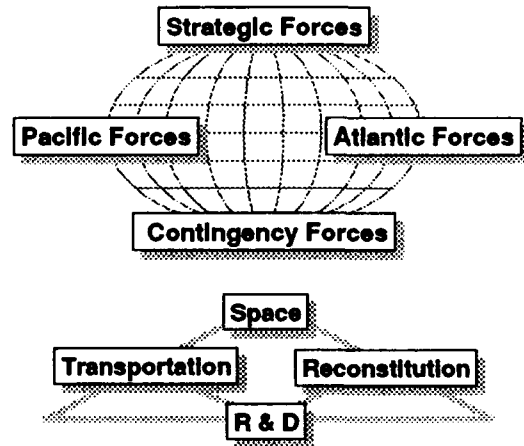 Strategic Forces
Pacific Forces
Atlantic Forces
Contingency Forces
Space
Transportation
Reconstitution
R & D